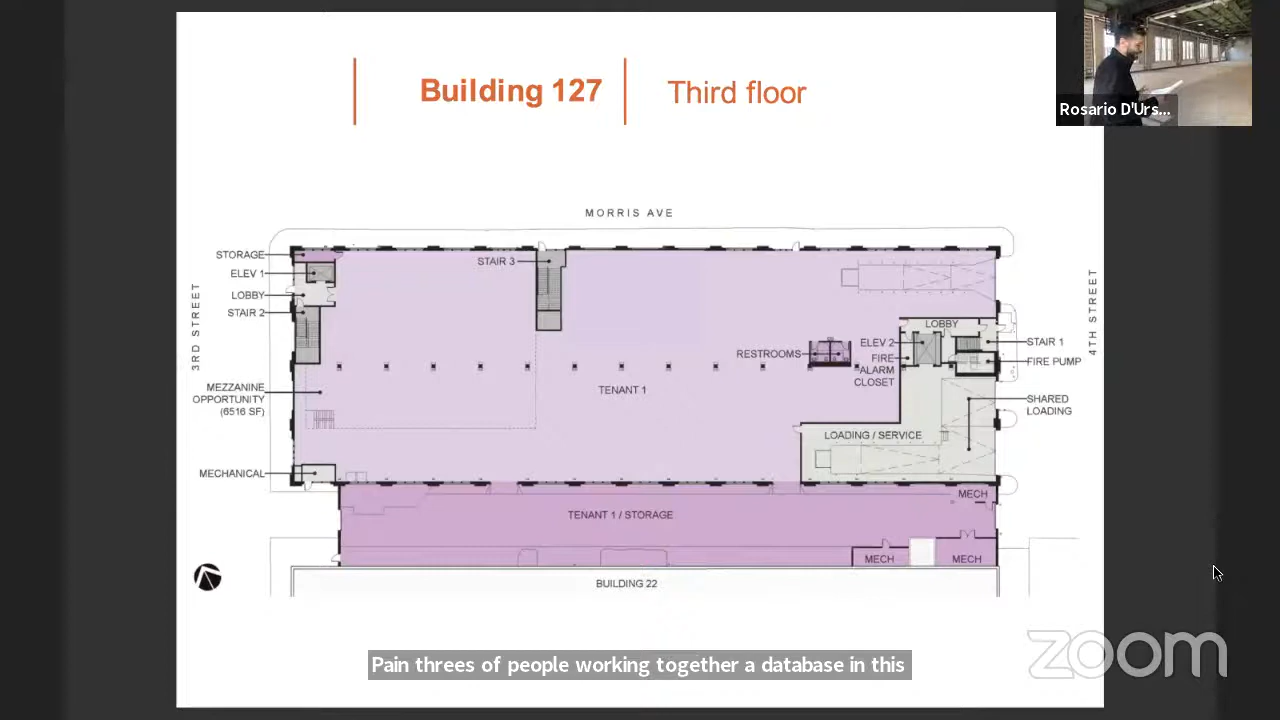 Rosario D'Urs...
Building 127
Third floor
MORRIS AVE
STORAGE
ELEV 1
LOBBY
STAIR 2
3RD STREET
STAIR 3
4TH STREET
LOBBY
ELEV 2
STAIR 1
RESTROOMS
FIRE
ALARM
CLOSET
FIRE PUMP
MEZZANINE
OPPORTUNITY
(6516 SF)
TENANT 1
SHARED
LOADING
LOADING / SERVICE
MECHANICAL
MECH
TENANT 1 / STORAGE
MECH
MECH
BUILDING 22
Pain threes of people working together a database in this
zoom